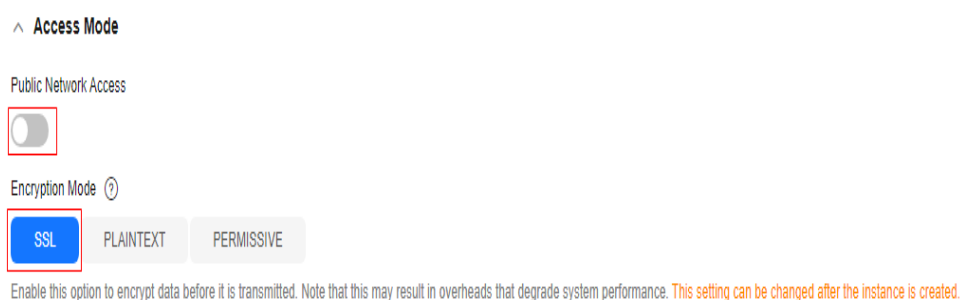 Access Mode
Public Network Access
Encryption Mode ?
SSL PLAINTEXT PERMISSIVE
Enable this option to encrypt data before it is transmitted. Note that this may result in overheads that degrade system performance. This setting can be changed after the instance is created.